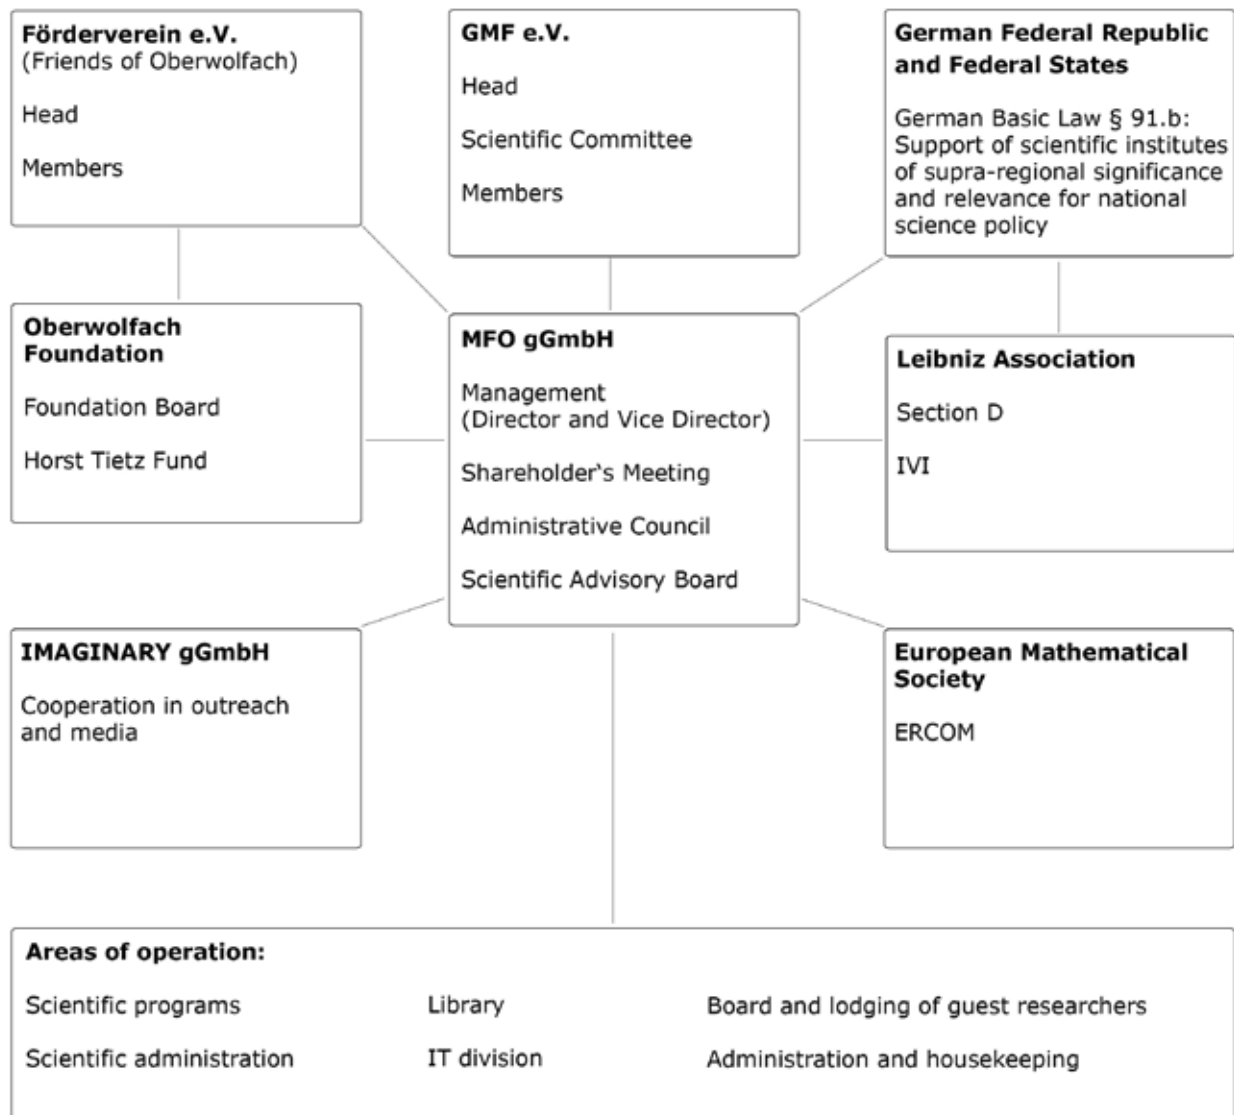 Förderverein e.V.
(Friends of Oberwolfach)
Head
Members
GMF e.V.
Head
Scientific Committee
Members
German Federal Republic
and Federal States
German Basic Law § 91.b:
Support of scientific institutes
of supra-regional significance
and relevance for national
science policy
Oberwolfach
Foundation
Foundation Board
Horst Tietz Fund
MFO gGmbH
Management
(Director and Vice Director)
Shareholder‘s Meeting
Administrative Council
Scientific Advisory Board
Leibniz Association
Section D
IVI
IMAGINARY gGmbH
Cooperation in outreach
and media
European Mathematical
Society
ERCOM
Areas of operation:
Scientific programs Library Board and lodging of guest researchers
Scientific administration IT division Administration and housekeeping